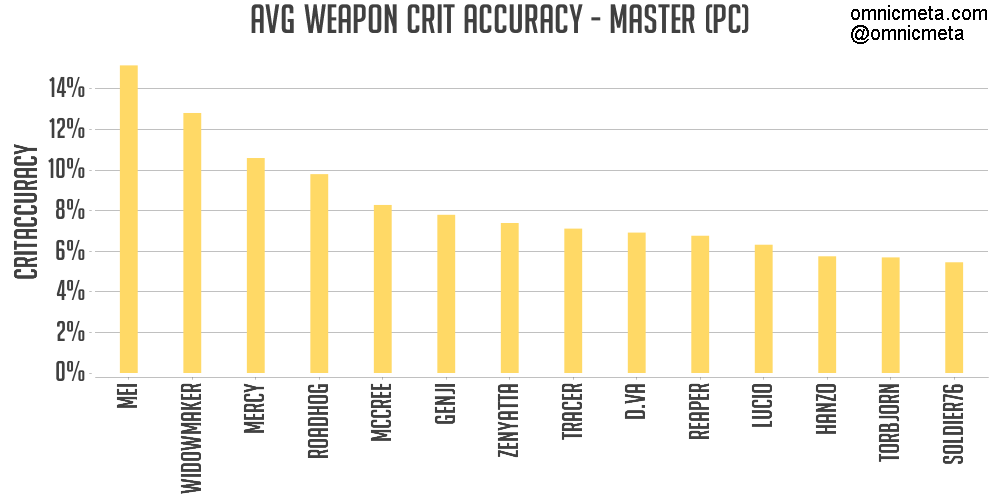 AVG WEAPON CRIT ACCURACY - MASTER (PC)
omnicmeta.com
@omnicmeta
CRITACCURACY
14%
12%
10%
8%
6%
4%
2%
0%
MEI
WIDOWMAKER
MERCY
ROADHOG
MCCREE
GENJI
ZENYATTA
TRACER
D.VA
REAPER
LUCIO
HANZO
TORBJORN
SOLDIER76